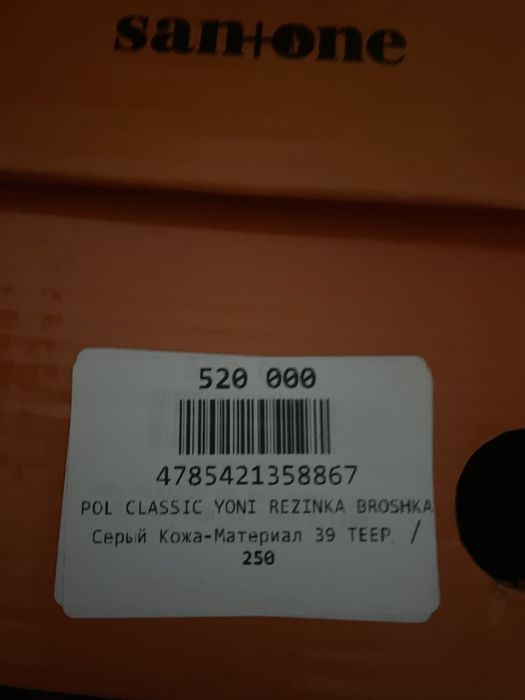 san+one
520 000
4785421358867
POL CLASSIC YONI REZINKA BROSHKA
Серый Кожа-Материал 39 TEEP. /
250